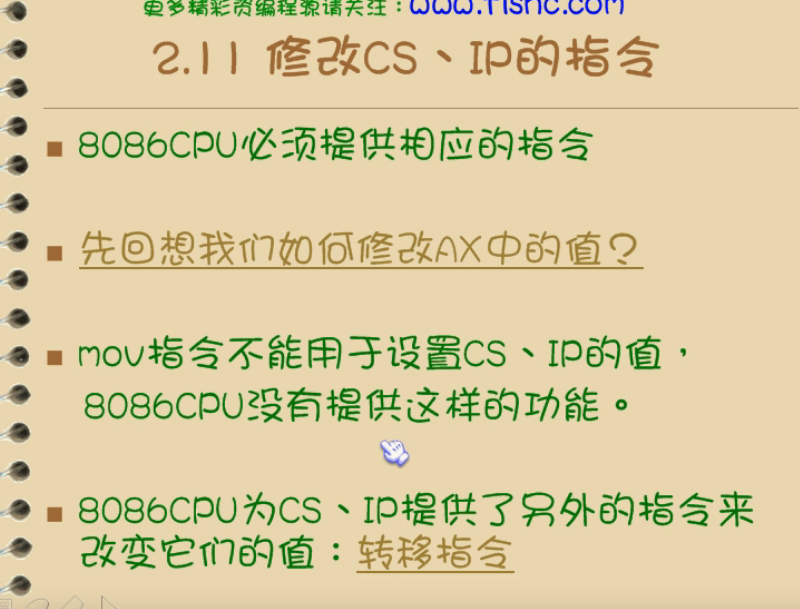 更多精彩资编程源请关注：www.fishc.com
2.11 修改CS、IP的指令
■ 8086CPU必须提供相应的指令
■ 先回想我们如何修改AX中的值？
■ mov指令不能用于设置CS、IP的值，
8086CPU没有提供这样的功能。
■ 8086CPU为CS、IP提供了另外的指令来
改变它们的值：转移指令